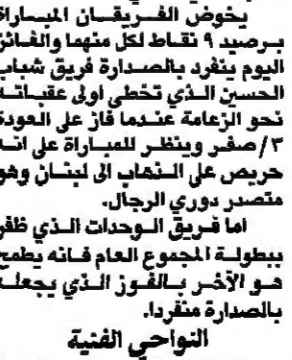 يخوض الفريقان المباراة
برصيد ٩ نقاط لكل منهما والفائز
اليوم ينفرد بالصدارة فريق شباب
الحسين الذي تخطى اولى عقباته
نحو الزعامة عندما فاز على العودة
٣/صفر وينظر للمباراة على انه
حريص على الذهاب الى لبنان وهو
متصدر دوري الرجال.
اما فريق الوحدات الذي ظفر
ببطولة المجموع العام فانه يطمح
هو الآخر بالفوز الذي يجعله
بالصدارة منفردا.
النواحي الفنية